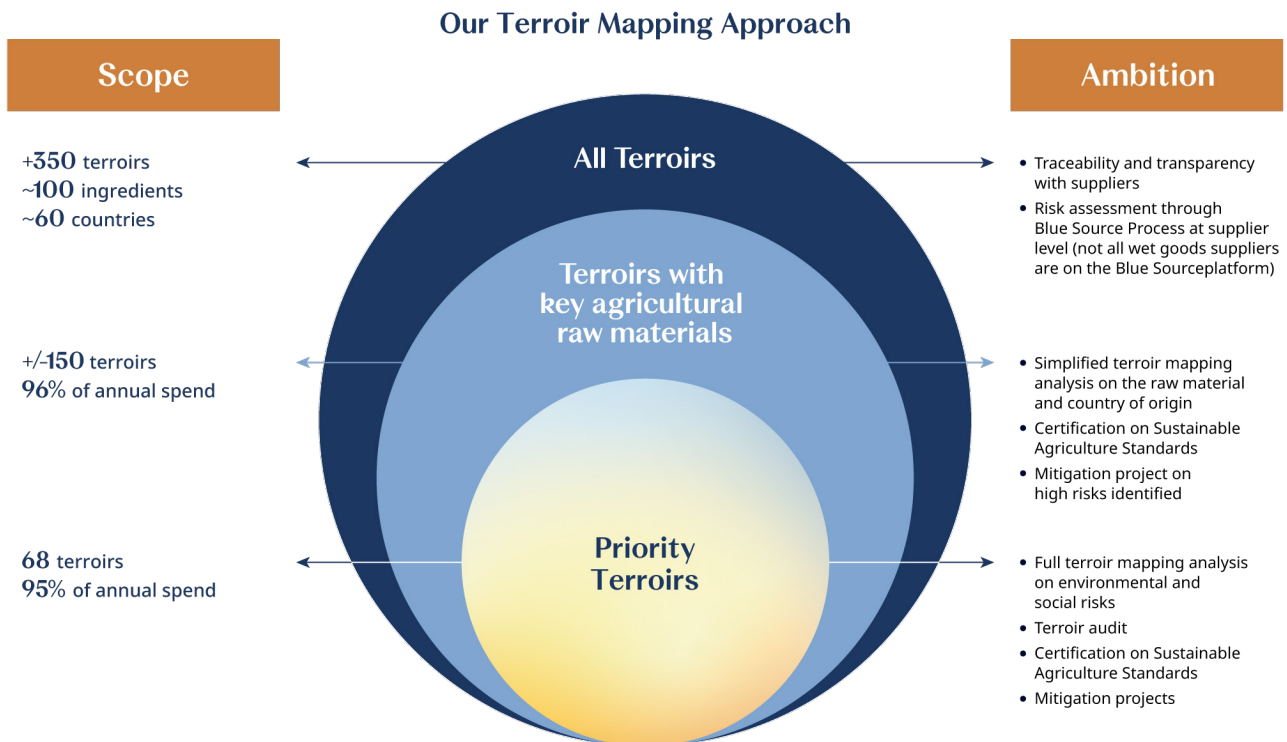 Our Terroir Mapping Approach
Scope
Ambition
+350 terroirs
~100 ingredients
~60 countries
All Terroirs
• Traceability and transparency
with suppliers
• Risk assessment through
Blue Source Process at supplier
level (not all wet goods suppliers
are on the Blue Sourceplatform)
+/-150 terroirs
96% of annual spend
Terroirs with
key agricultural
raw materials
• Simplified terroir mapping
analysis on the raw material
and country of origin
• Certification on Sustainable
Agriculture Standards
• Mitigation project on
high risks identified
68 terroirs
95% of annual spend
Priority
Terroirs
• Full terroir mapping analysis
on environmental and
social risks
• Terroir audit
• Certification on Sustainable
Agriculture Standards
• Mitigation projects